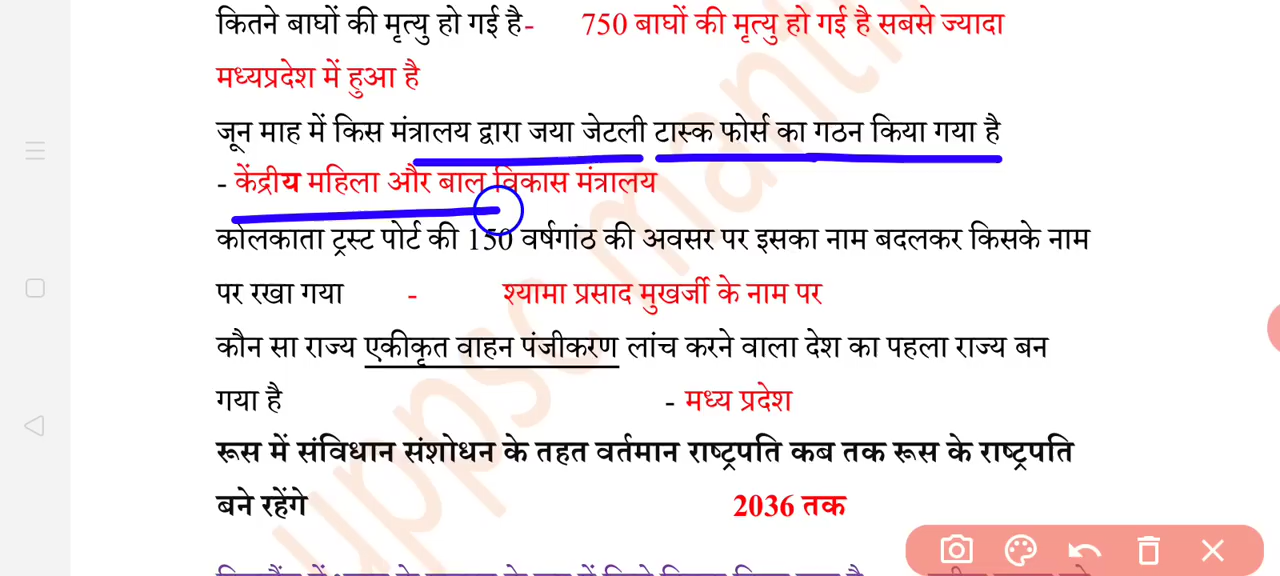 कितने बाघों की मृत्यु हो गई है- 750 बाघों की मृत्यु हो गई है सबसे ज्यादा
मध्यप्रदेश में हुआ है
जून माह में किस मंत्रालय द्वारा जया जेटली टास्क फोर्स का गठन किया गया है
- केंद्रीय महिला और बाल विकास मंत्रालय
कोलकाता ट्रस्ट पोर्ट की 150 वर्षगांठ की अवसर पर इसका नाम बदलकर किसके नाम
पर रखा गया - श्यामा प्रसाद मुखर्जी के नाम पर
कौन सा राज्य एकीकृत वाहन पंजीकरण लांच करने वाला देश का पहला राज्य बन
गया है - मध्य प्रदेश
रूस में संविधान संशोधन के तहत वर्तमान राष्ट्रपति कब तक रूस के राष्ट्रपति
बने रहेंगे 2036 तक
uppsc mantr